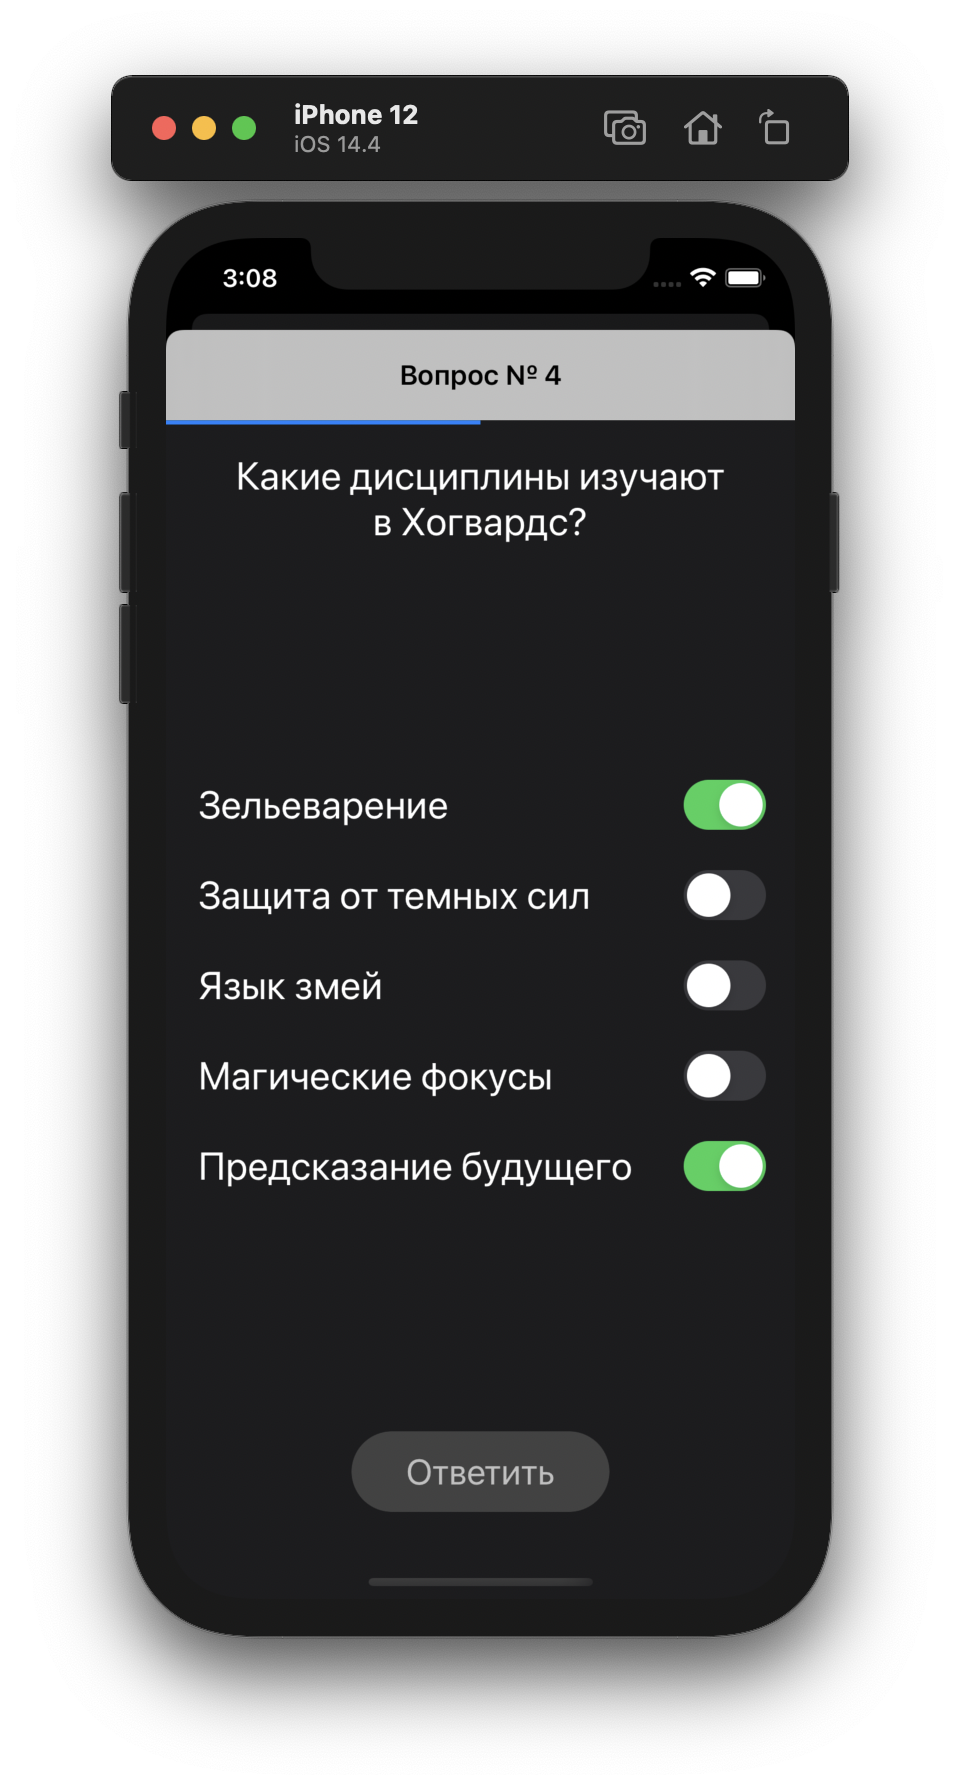 iPhone 12
iOS 14.4
3:08
Вопрос № 4
Какие дисциплины изучают
в Хогвардс?
Зельеварение
Защита от темных сил
Язык змей
Магические фокусы
Предсказание будущего
Ответить